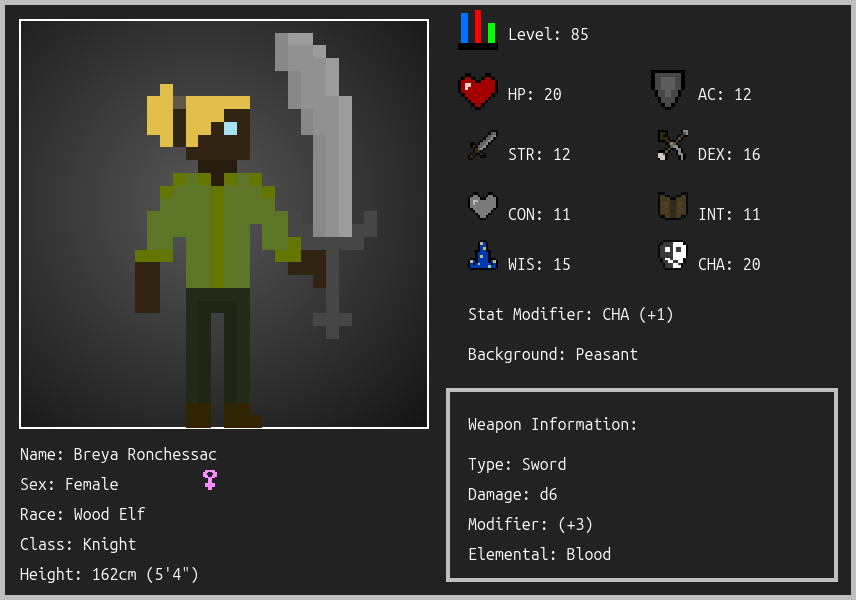 Level: 85
HP: 20
AC: 12
STR: 12
DEX: 16
CON: 11
INT: 11
WIS: 15
CHA: 20
Stat Modifier: CHA (+1)
Background: Peasant
Weapon Information:
Type: Sword
Damage: d6
Modifier: (+3)
Elemental: Blood
Name: Breya Ronchessac
Sex: Female
Race: Wood Elf
Class: Knight
Height: 162cm (5'4")